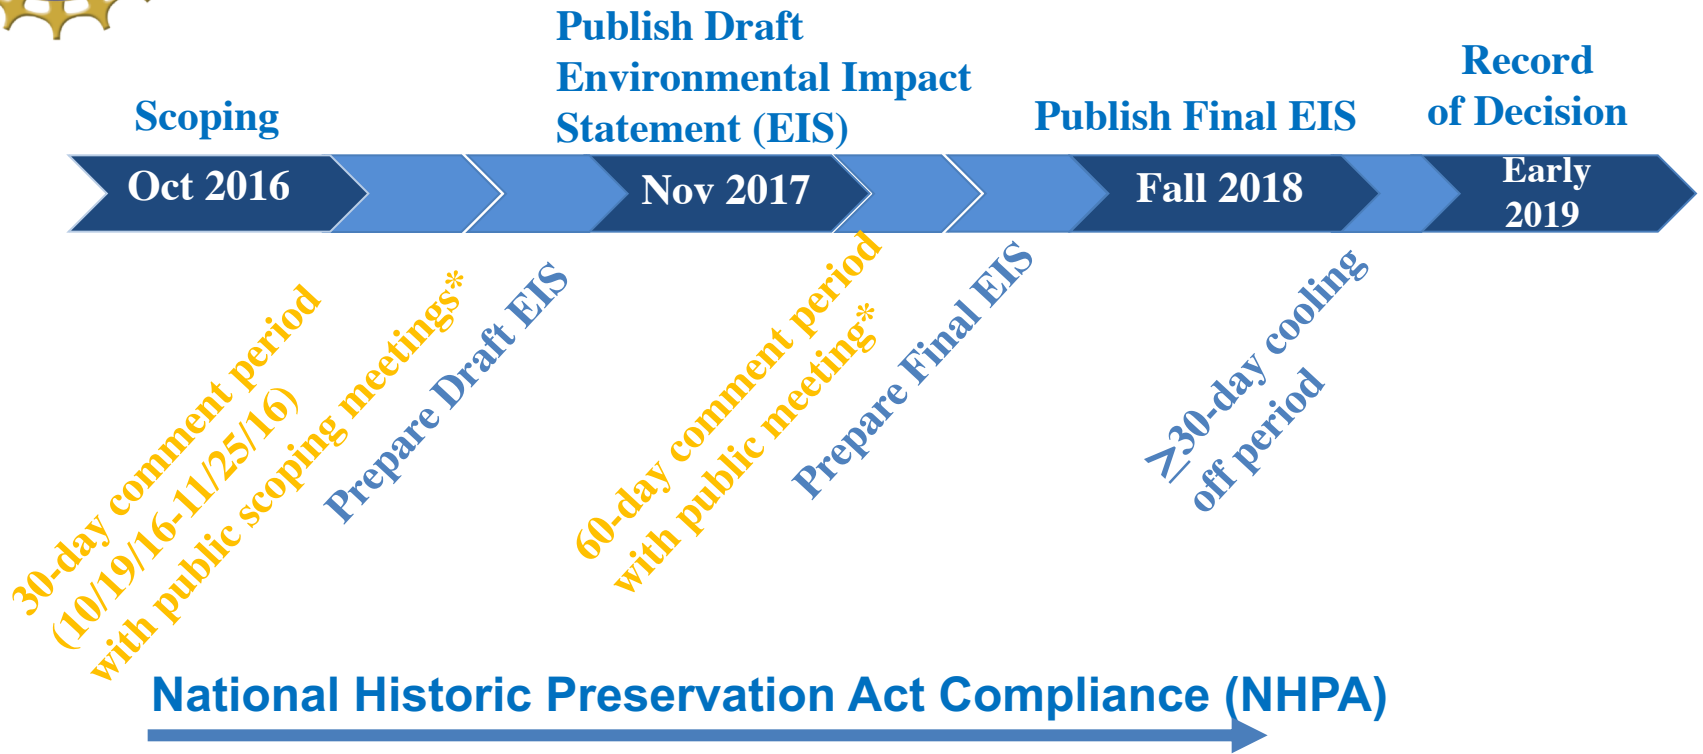 Publish Draft
Environmental Impact
Statement (EIS)
Scoping
Publish Final EIS
Record
of Decision
Oct 2016
Nov 2017
Fall 2018
Early
2019
30-day comment period
(10/19/16-11/25/16)
with public scoping meetings*
Prepare Draft EIS
60-day comment period
with public meeting*
Prepare Final EIS
≥30-day cooling
off period
National Historic Preservation Act Compliance (NHPA)